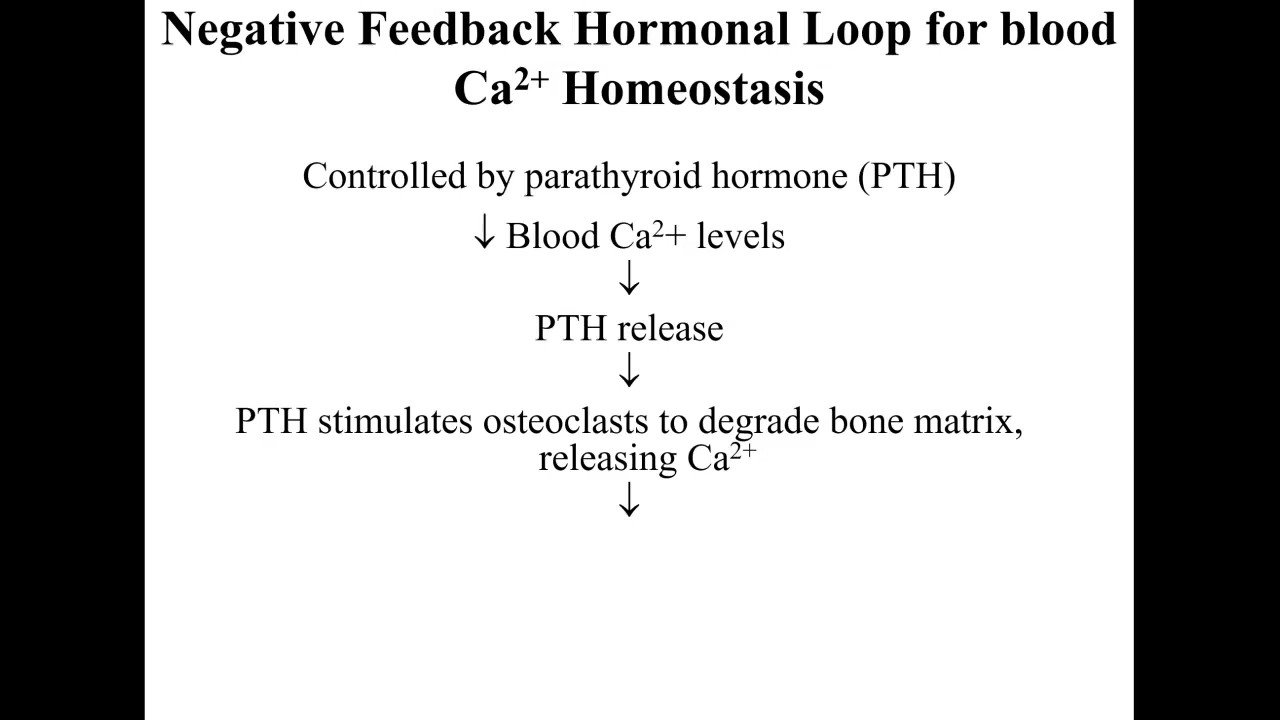 Negative Feedback Hormonal Loop for blood
Ca²⁺ Homeostasis
Controlled by parathyroid hormone (PTH)
↓ Blood Ca²+ levels
↓
PTH release
↓
PTH stimulates osteoclasts to degrade bone matrix,
releasing Ca²⁺
↓